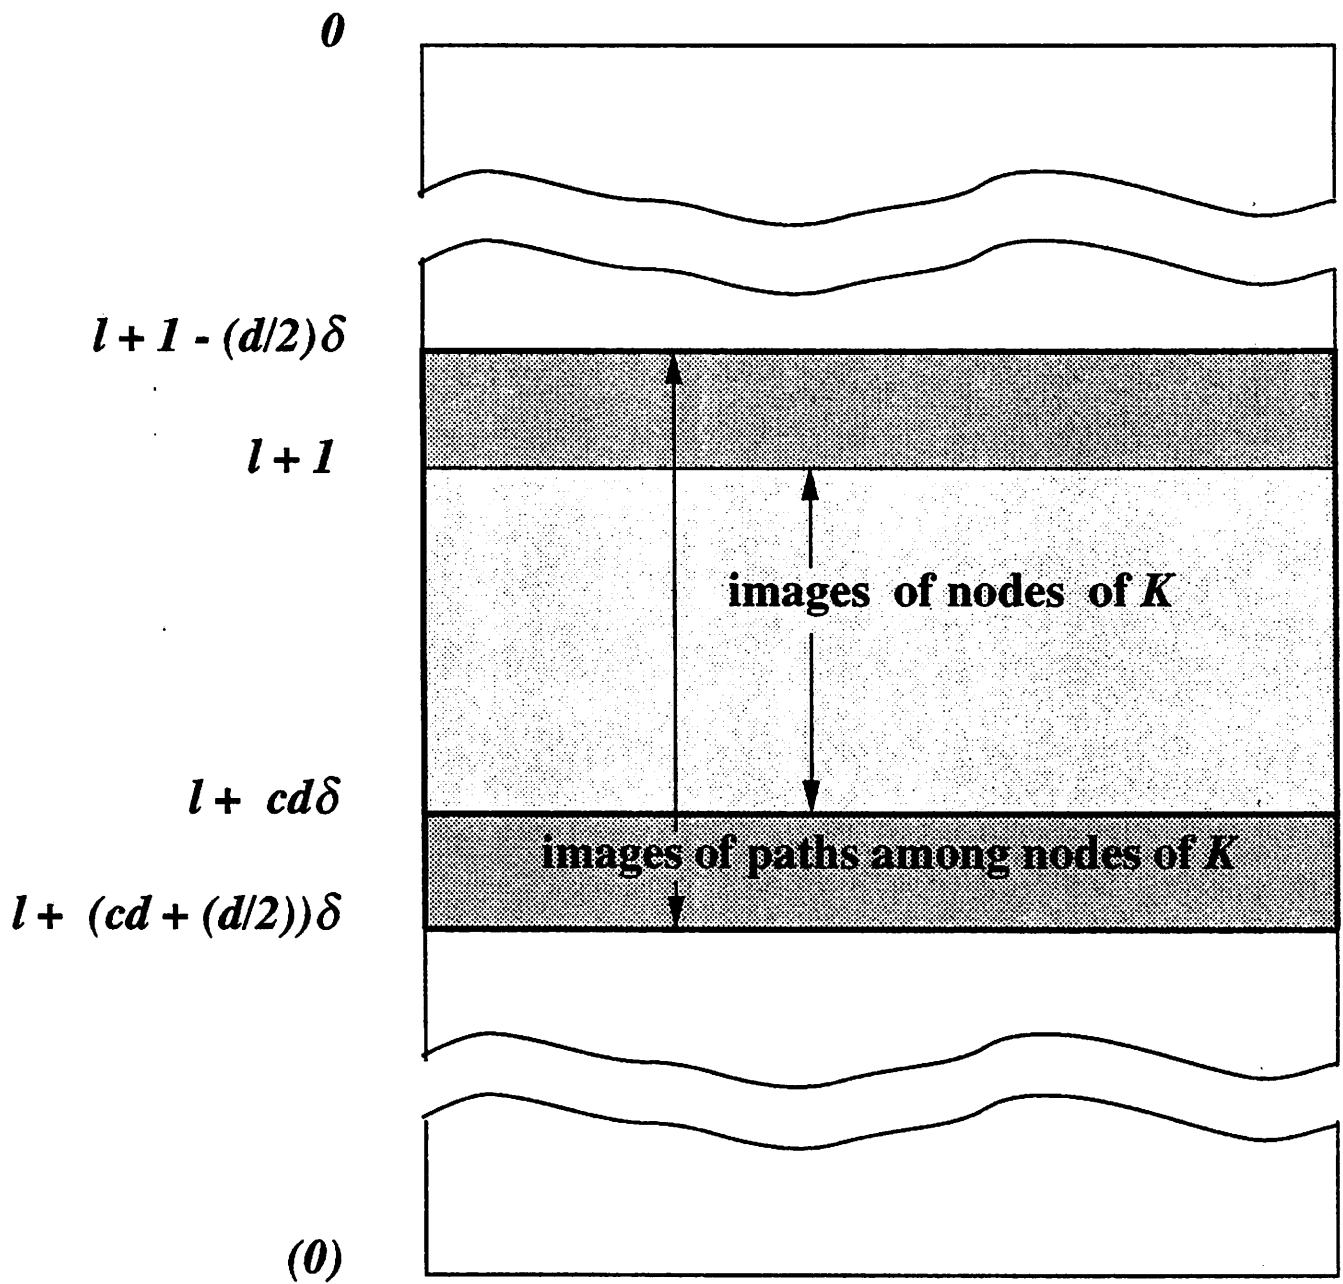 0
l + 1 - (d/2)δ
l + 1
images of nodes of K
l + cdδ
images of paths among nodes of K
l + (cd + (d/2))δ
(0)